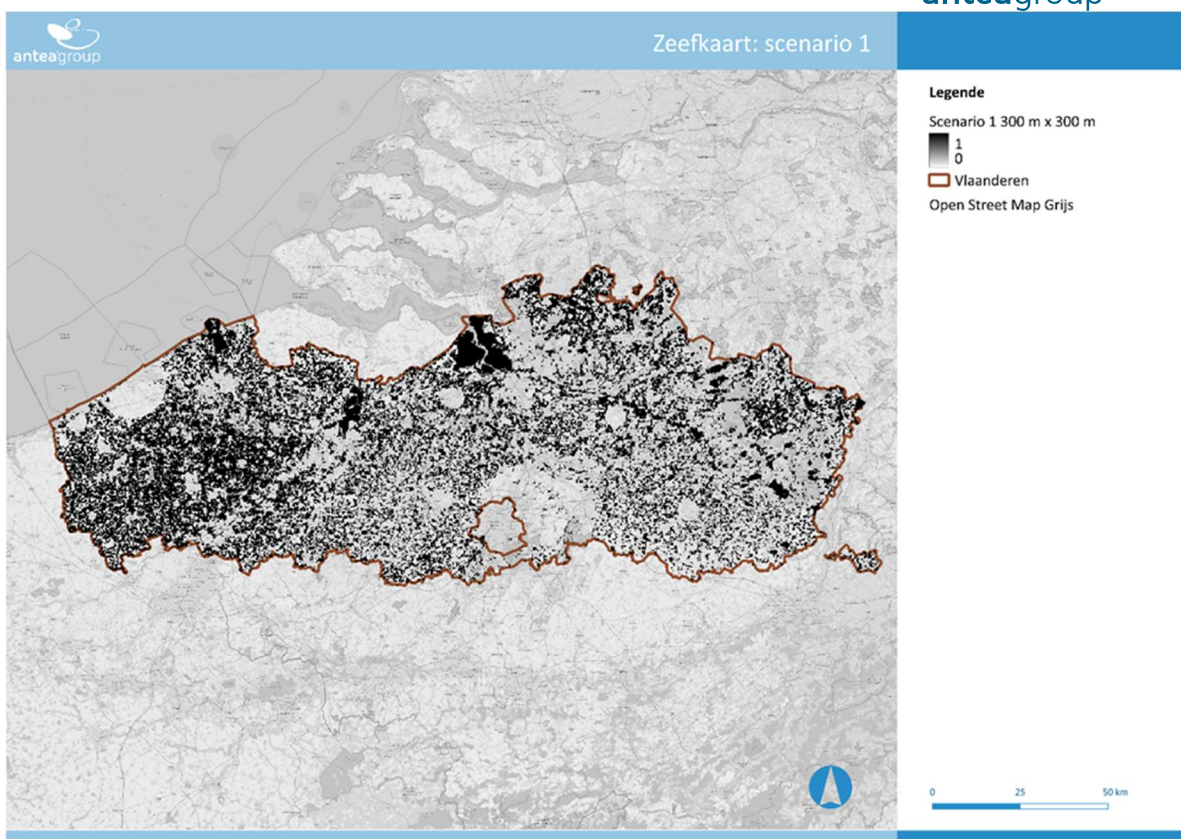 anteagroup
anteagroup
Zeefkaart: scenario 1
Legende
Scenario 1 300 m x 300 m
1
0
Vlaanderen
Open Street Map Grijs
0 25 50 km